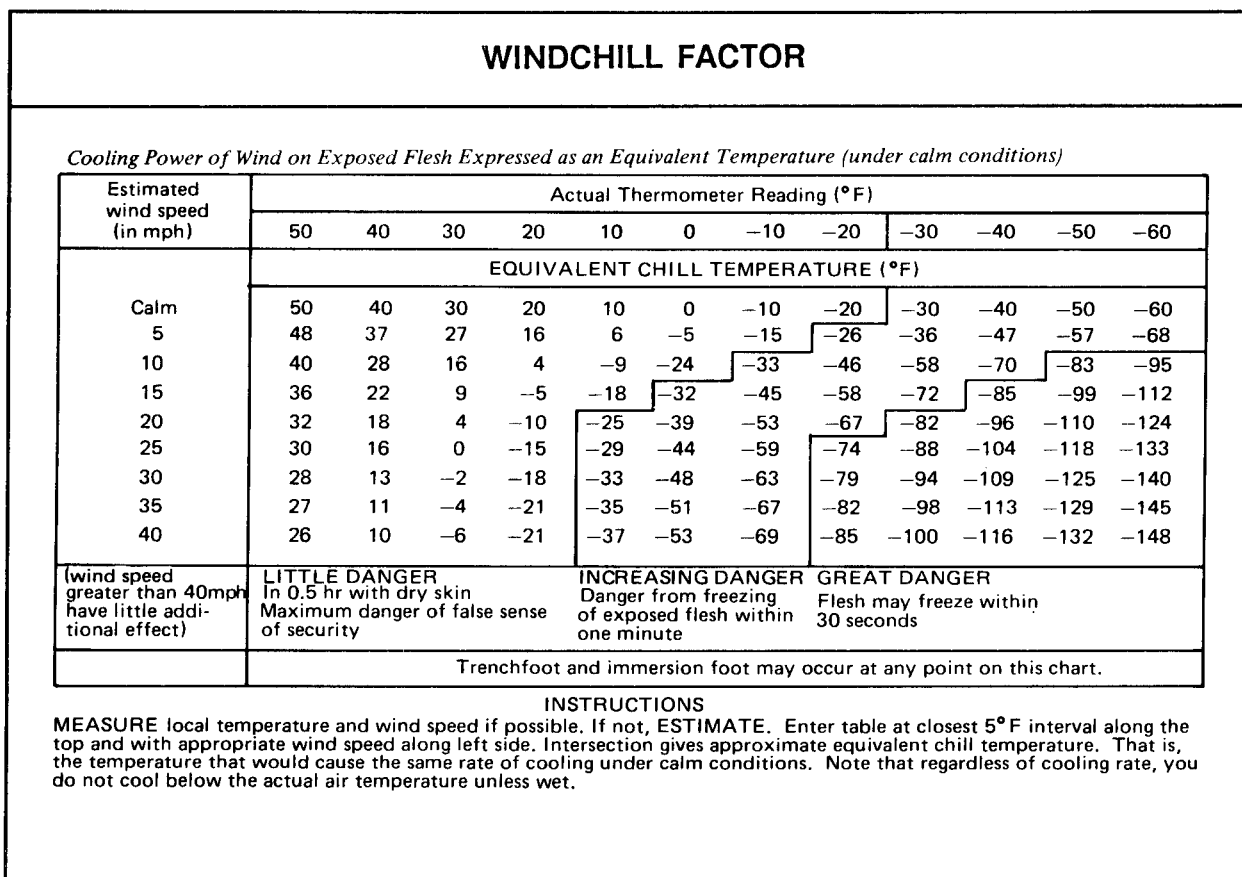 WINDCHILL FACTOR
Cooling Power of Wind on Exposed Flesh Expressed as an Equivalent Temperature (under calm conditions)
Estimated
wind speed
(in mph)
Actual Thermometer Reading (°F)
50 40 30 20 10 0 −10 −20 −30 −40 −50 −60
EQUIVALENT CHILL TEMPERATURE (°F)
Calm 50 40 30 20 10 0 −10 −20 −30 −40 −50 −60
5 48 37 27 16 6 −5 −15 −26 −36 −47 −57 −68
10 40 28 16 4 −9 −24 −33 −46 −58 −70 −83 −95
15 36 22 9 −5 −18 −32 −45 −58 −72 −85 −99 −112
20 32 18 4 −10 −25 −39 −53 −67 −82 −96 −110 −124
25 30 16 0 −15 −29 −44 −59 −74 −88 −104 −118 −133
30 28 13 −2 −18 −33 −48 −63 −79 −94 −109 −125 −140
35 27 11 −4 −21 −35 −51 −67 −82 −98 −113 −129 −145
40 26 10 −6 −21 −37 −53 −69 −85 −100 −116 −132 −148
(wind speed
greater than 40mph
have little addi-
tional effect)
LITTLE DANGER
In 0.5 hr with dry skin
Maximum danger of false sense
of security
INCREASING DANGER
Danger from freezing
of exposed flesh within
one minute
GREAT DANGER
Flesh may freeze within
30 seconds
Trenchfoot and immersion foot may occur at any point on this chart.
INSTRUCTIONS
MEASURE local temperature and wind speed if possible. If not, ESTIMATE. Enter table at closest 5°F interval along the
top and with appropriate wind speed along left side. Intersection gives approximate equivalent chill temperature. That is,
the temperature that would cause the same rate of cooling under calm conditions. Note that regardless of cooling rate, you
do not cool below the actual air temperature unless wet.